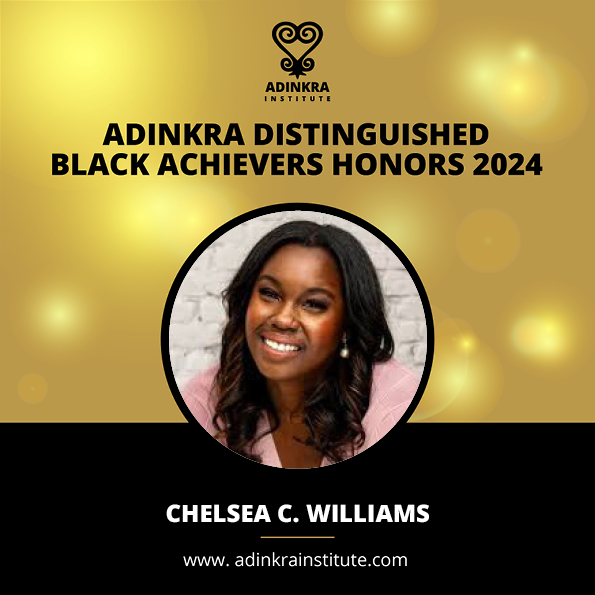 ADINKRA
INSTITUTE
ADINKRA DISTINGUISHED
BLACK ACHIEVERS HONORS 2024
CHELSEA C. WILLIAMS
www. adinkrainstitute.com